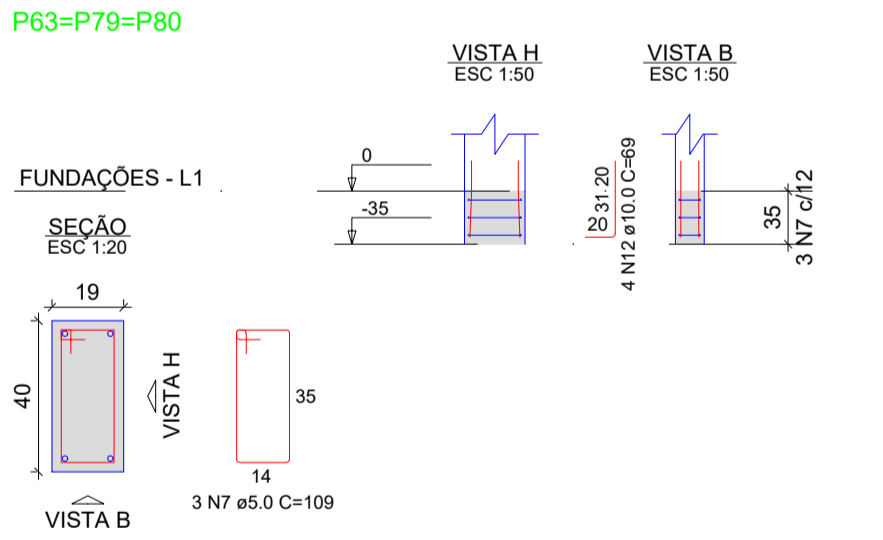 P63=P79=P80
VISTA H
ESC 1:50
VISTA B
ESC 1:50
FUNDAÇÕES - L1
0
-35
20
31
20
4 N12 ø10.0 C=69
35
3 N7 c/12
SEÇÃO
ESC 1:20
19
40
VISTA H
VISTA B
35
14
3 N7 ø5.0 C=109